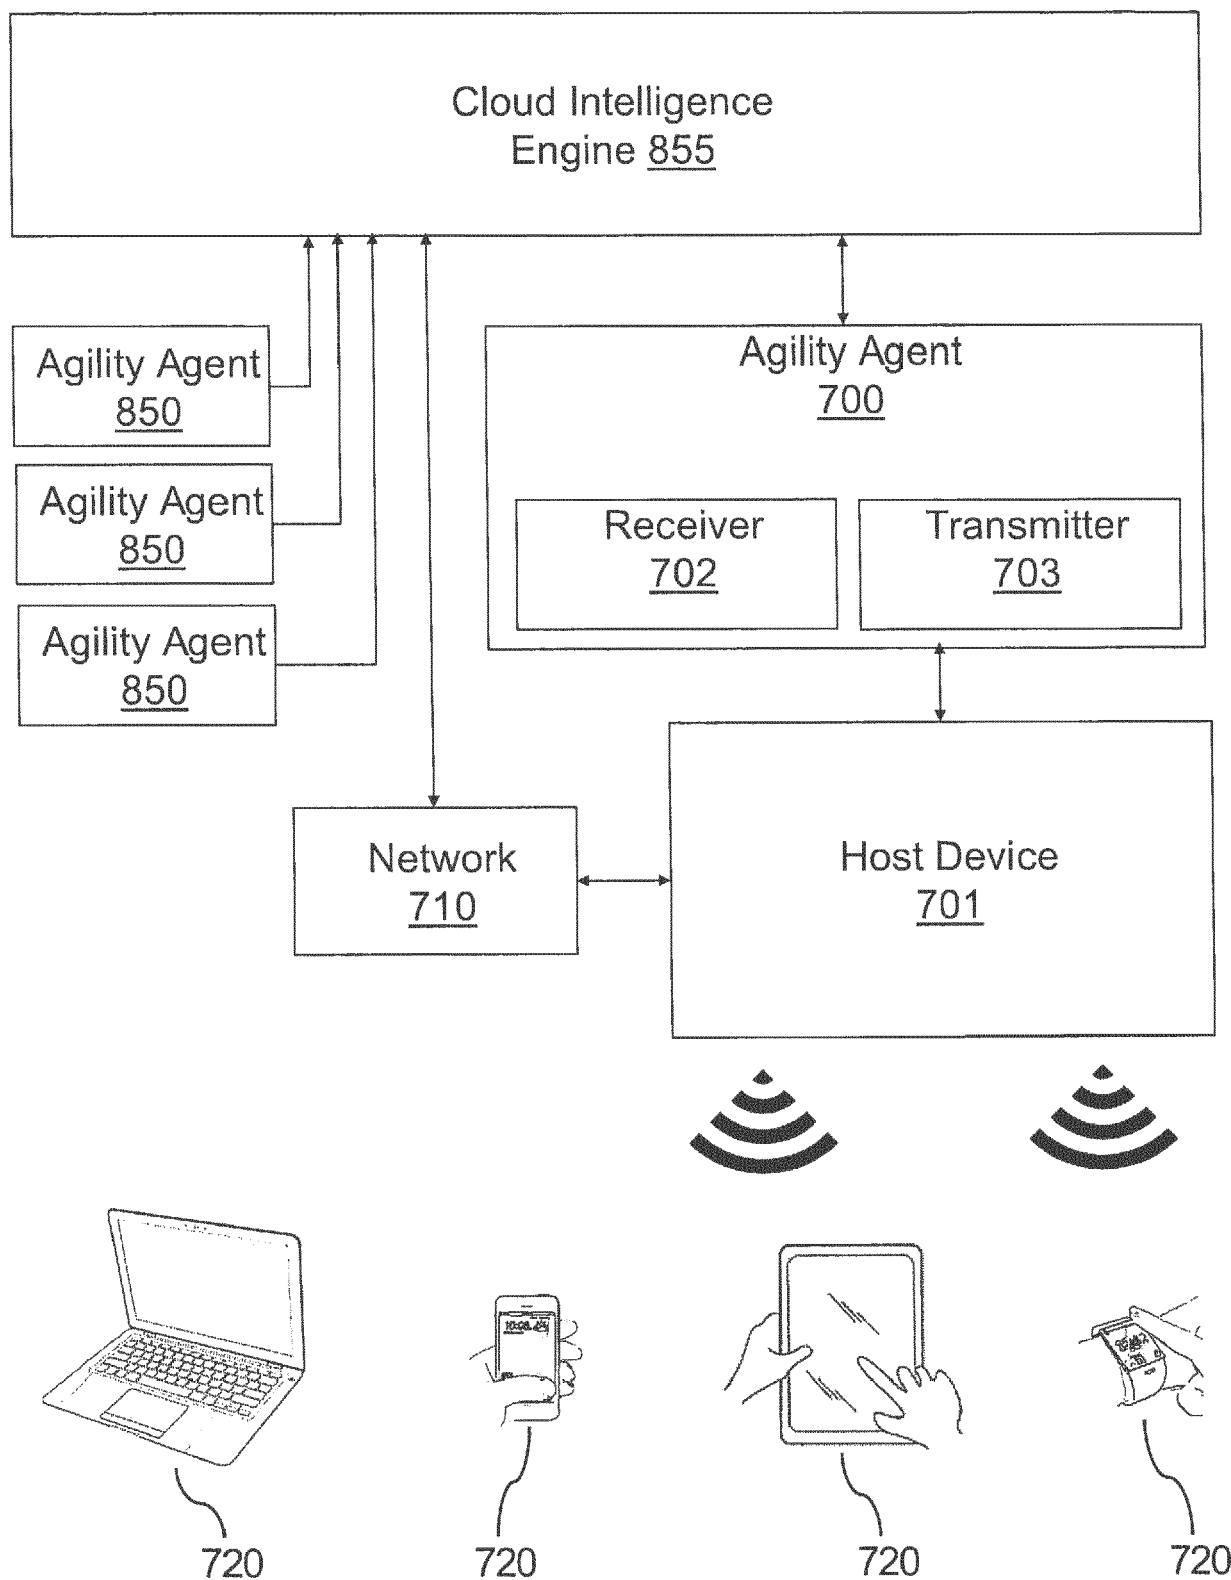 Cloud Intelligence
Engine 855
Agility Agent
850
Agility Agent
850
Agility Agent
850
Agility Agent
700
Receiver
702
Transmitter
703
Network
710
Host Device
701
720
720
720
720